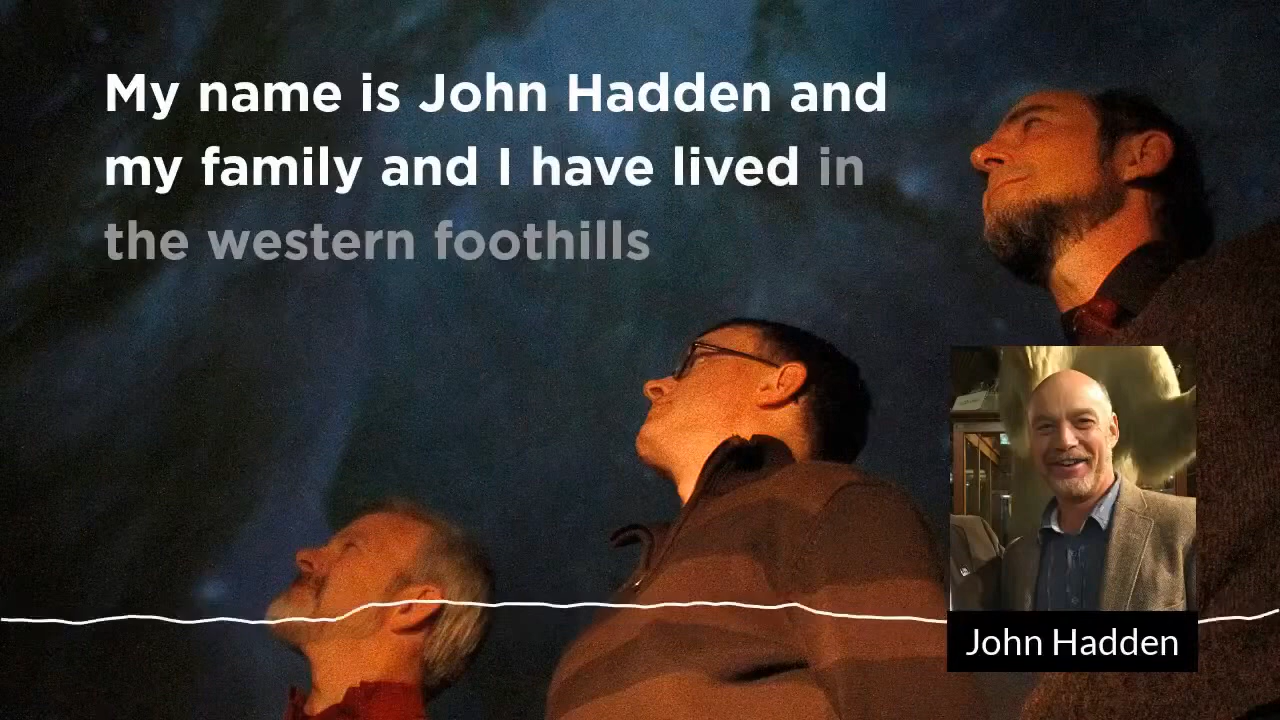 My name is John Hadden and
my family and I have lived in
the western foothills
John Hadden